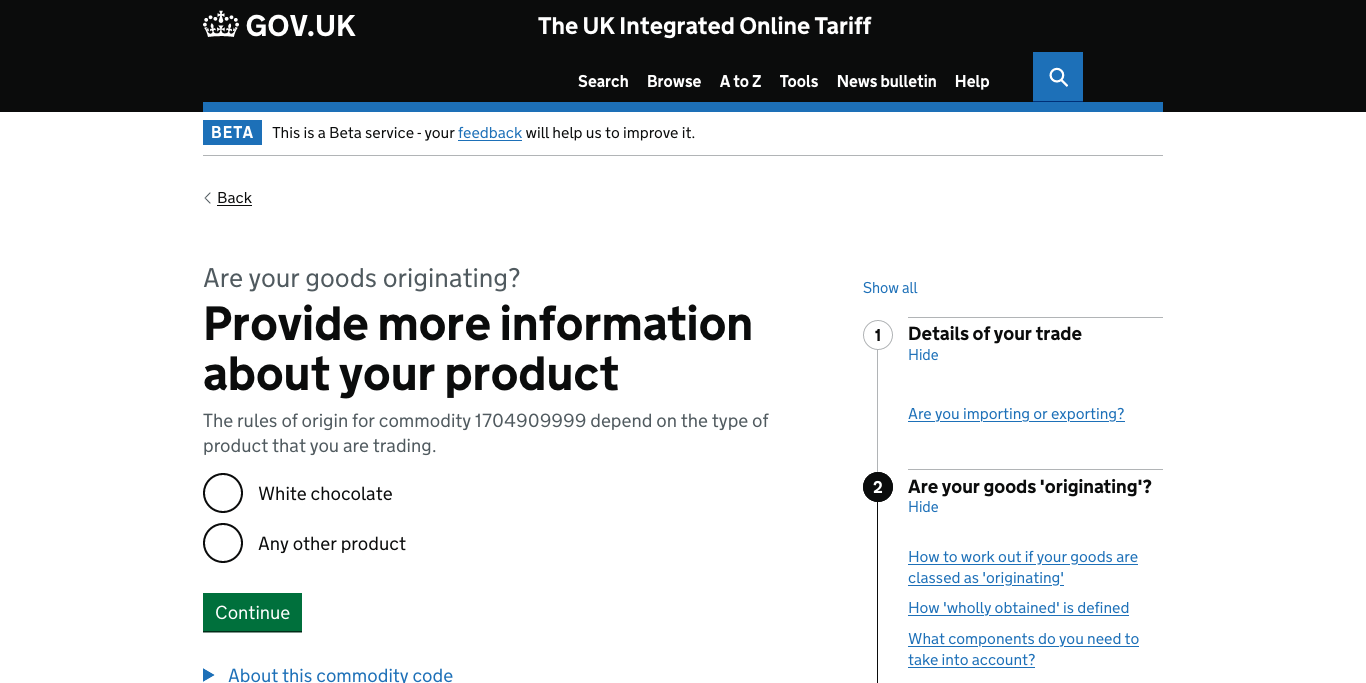 GOV.UK
The UK Integrated Online Tariff
Search Browse A to Z Tools News bulletin Help
BETA This is a Beta service - your feedback will help us to improve it.
Back
Are your goods originating?
Provide more information
about your product
The rules of origin for commodity 1704909999 depend on the type of
product that you are trading.
White chocolate
Any other product
Continue
About this commodity code
Show all
1 Details of your trade
Hide
Are you importing or exporting?
2 Are your goods 'originating'?
Hide
How to work out if your goods are
classed as 'originating'
How 'wholly obtained' is defined
What components do you need to
take into account?